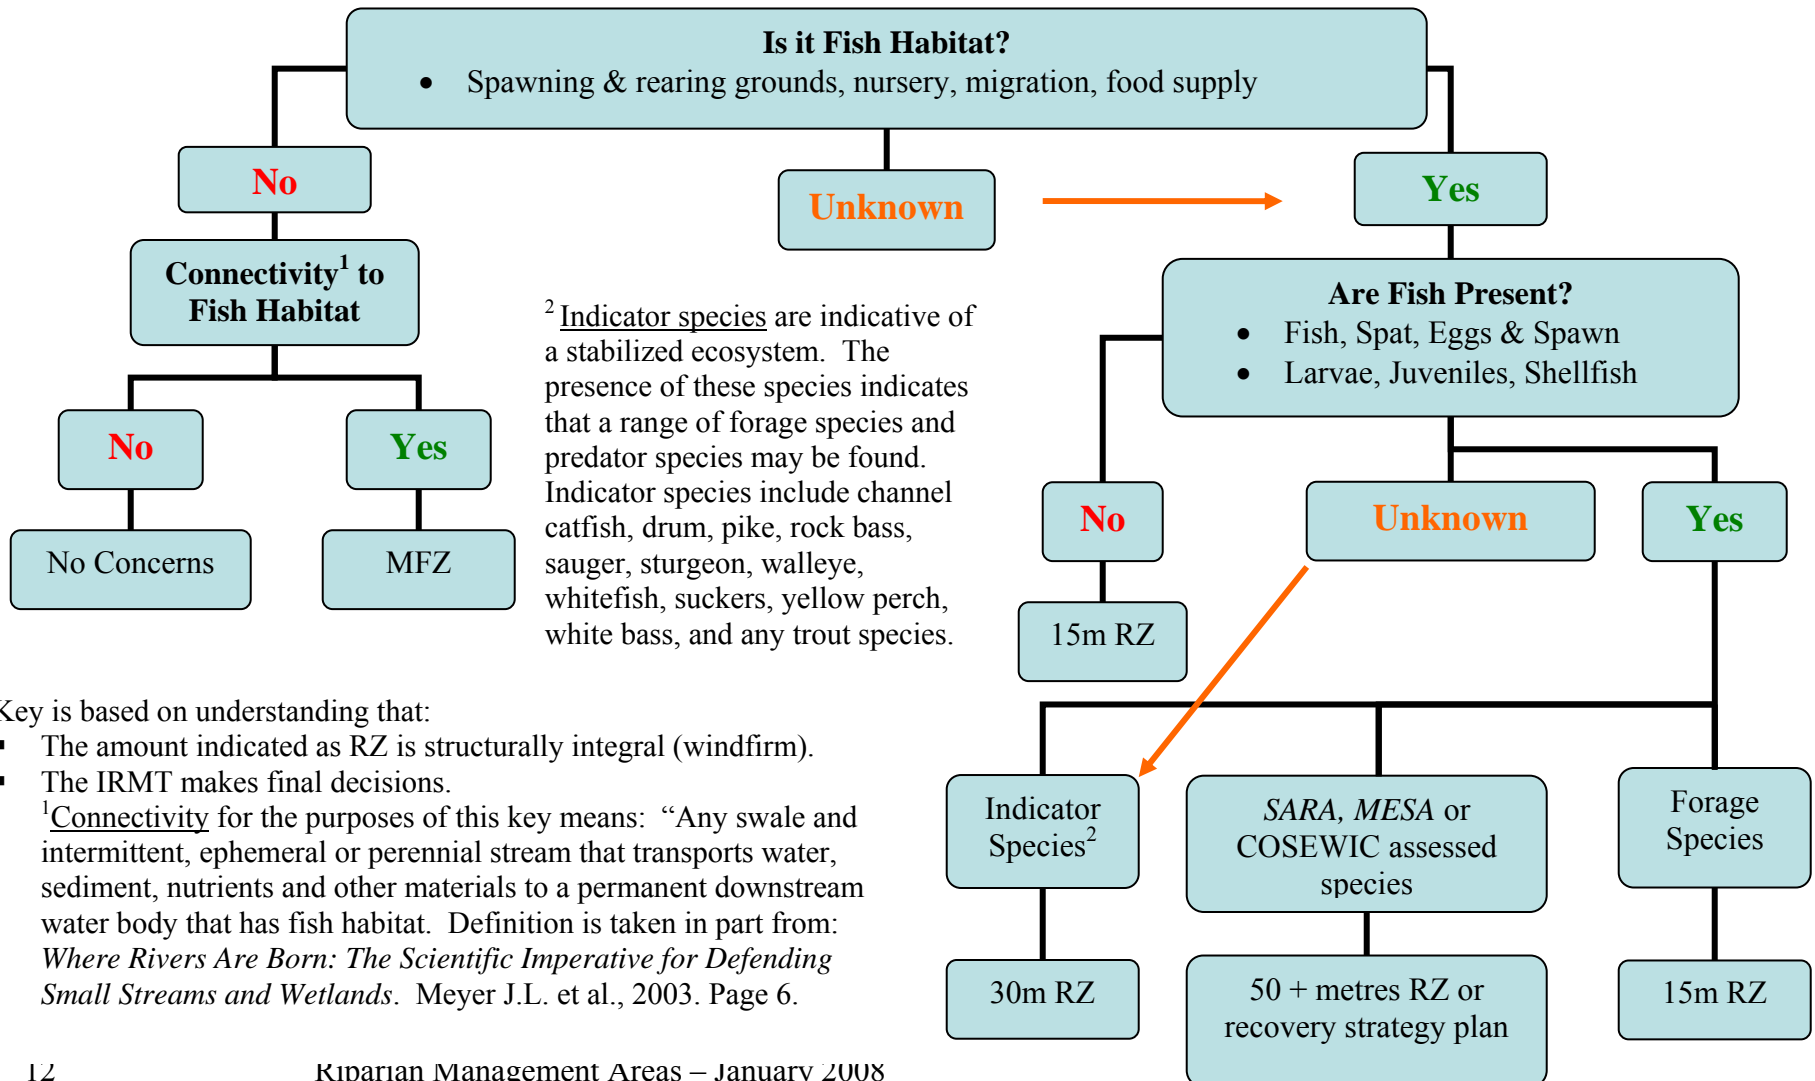 Is it Fish Habitat?
• Spawning & rearing grounds, nursery, migration, food supply
No
Unknown
Yes
Connectivity¹ to
Fish Habitat
No
Yes
No Concerns
MFZ
² Indicator species are indicative of
a stabilized ecosystem. The
presence of these species indicates
that a range of forage species and
predator species may be found.
Indicator species include channel
catfish, drum, pike, rock bass,
sauger, sturgeon, walleye,
whitefish, suckers, yellow perch,
white bass, and any trout species.
Are Fish Present?
• Fish, Spat, Eggs & Spawn
• Larvae, Juveniles, Shellfish
No
Unknown
Yes
15m RZ
Indicator
Species²
SARA, MESA or
COSEWIC assessed
species
Forage
Species
30m RZ
50 + metres RZ or
recovery strategy plan
15m RZ
Key is based on understanding that:
▪ The amount indicated as RZ is structurally integral (windfirm).
▪ The IRMT makes final decisions.
¹Connectivity for the purposes of this key means: “Any swale and
intermittent, ephemeral or perennial stream that transports water,
sediment, nutrients and other materials to a permanent downstream
water body that has fish habitat. Definition is taken in part from:
Where Rivers Are Born: The Scientific Imperative for Defending
Small Streams and Wetlands. Meyer J.L. et al., 2003. Page 6.
12 Riparian Management Areas – January 2008